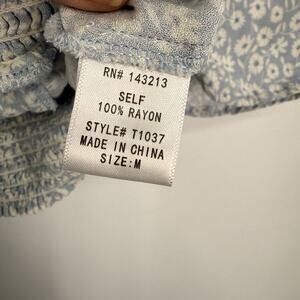 RN# 143213
SELF
100% RAYON
STYLE# T1037
MADE IN CHINA
SIZE:M